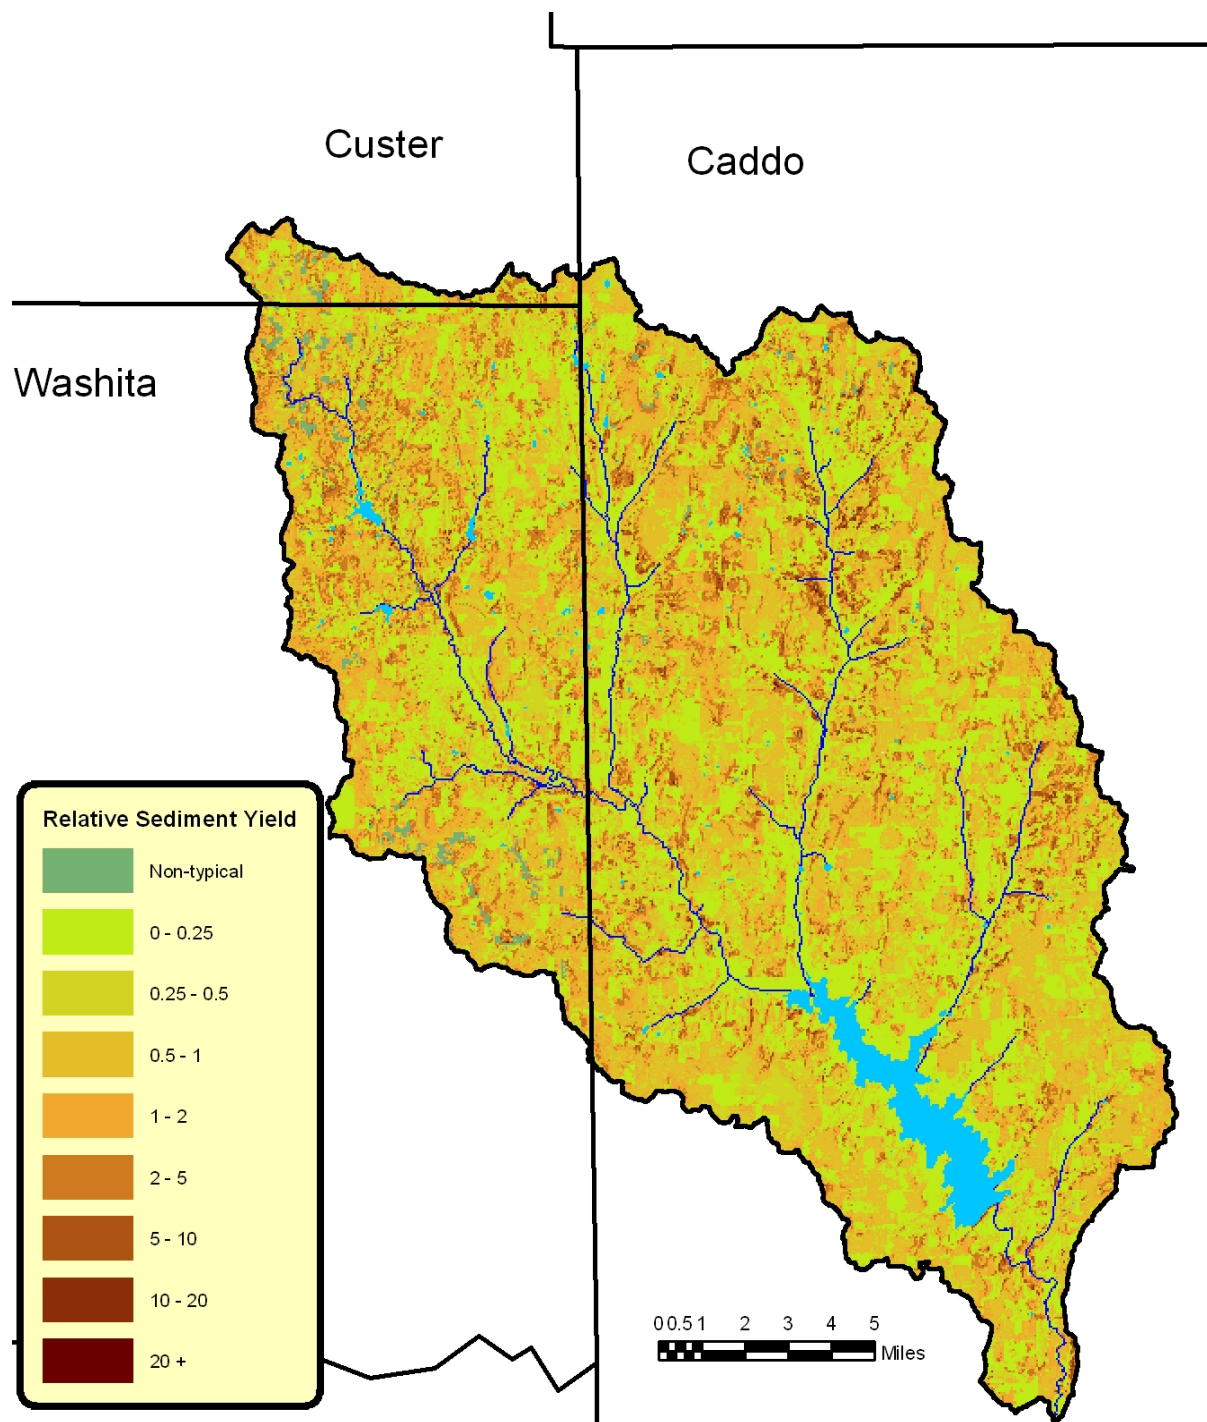 Custer
Caddo
Washita
Relative Sediment Yield
Non-typical
0 - 0.25
0.25 - 0.5
0.5 - 1
1 - 2
2 - 5
5 - 10
10 - 20
20 +
0 0.5 1 2 3 4 5
Miles